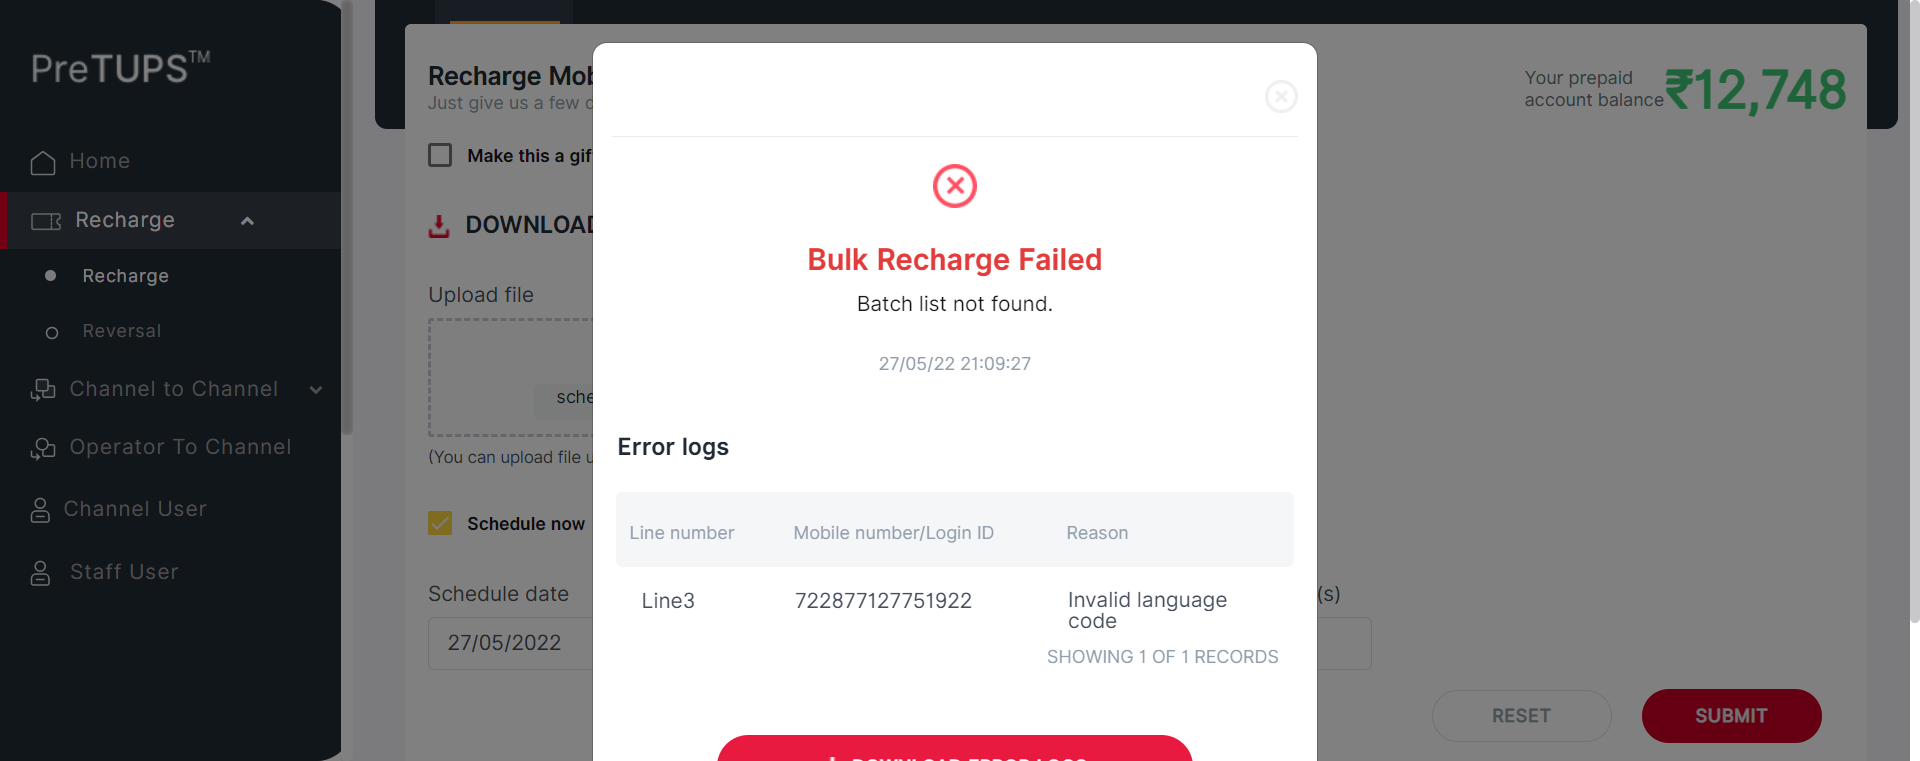 PreTUPS™
Home
Recharge
Recharge
Reversal
Channel to Channel
Operator To Channel
Channel User
Staff User
Recharge Mob
Just give us a few d
Your prepaid
account balance
₹12,748
Make this a gif
DOWNLOAD
Upload file
sche
(You can upload file u
Schedule now
Schedule date
(s)
27/05/2022
RESET
SUBMIT
Bulk Recharge Failed
Batch list not found.
27/05/22 21:09:27
Error logs
Line number Mobile number/Login ID Reason
Line3 722877127751922 Invalid language
code
SHOWING 1 OF 1 RECORDS
DOWNLOAD ERROR LOGS